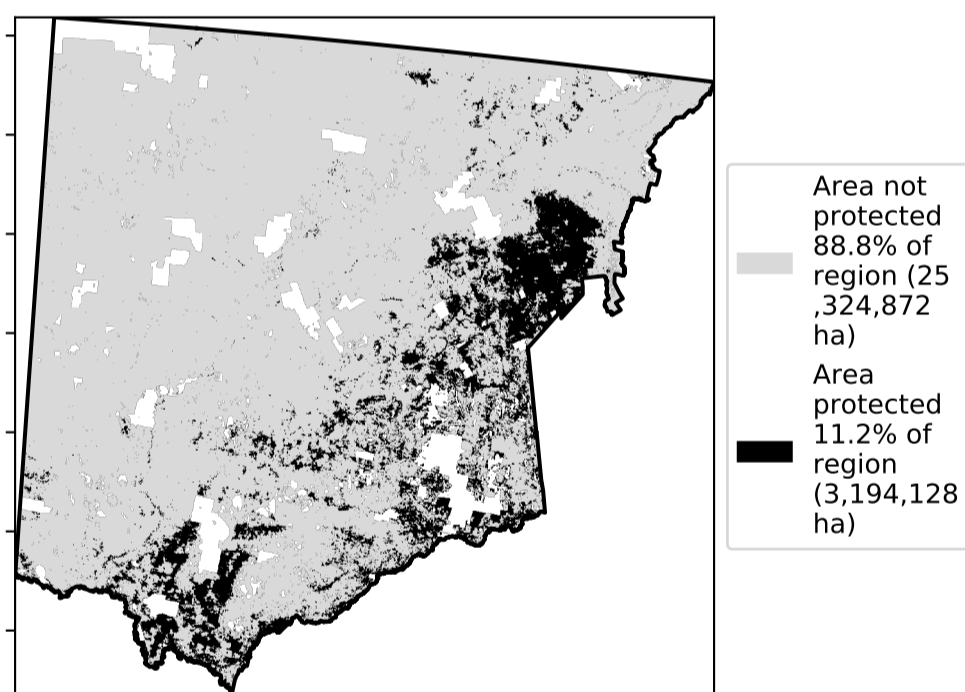 Area not
protected
88.8% of
region (25
,324,872
ha)
Area
protected
11.2% of
region
(3,194,128
ha)